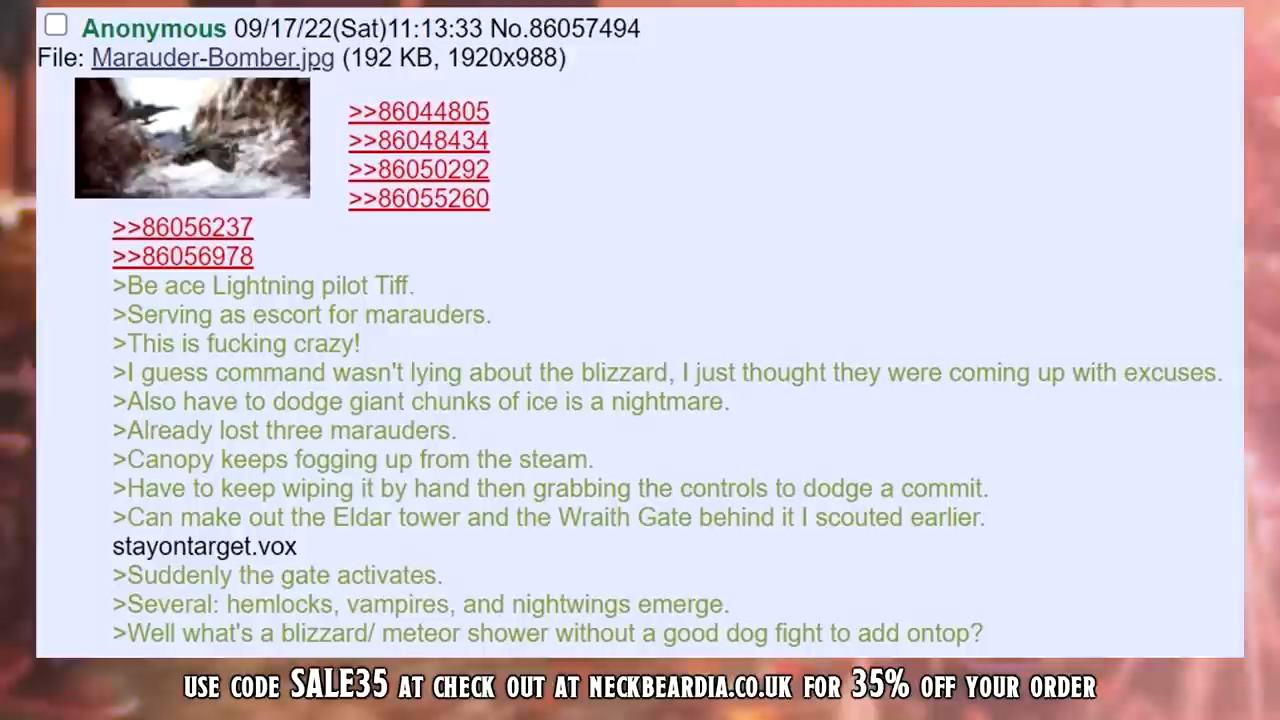 Anonymous 09/17/22(Sat)11:13:33 No.86057494
File: Marauder-Bomber.jpg (192 KB, 1920x988)
>>86044805
>>86048434
>>86050292
>>86055260
>>86056237
>>86056978
>Be ace Lightning pilot Tiff.
>Serving as escort for marauders.
>This is fucking crazy!
>I guess command wasn't lying about the blizzard, I just thought they were coming up with excuses.
>Also have to dodge giant chunks of ice is a nightmare.
>Already lost three marauders.
>Canopy keeps fogging up from the steam.
>Have to keep wiping it by hand then grabbing the controls to dodge a commit.
>Can make out the Eldar tower and the Wraith Gate behind it I scouted earlier.
stayontarget.vox
>Suddenly the gate activates.
>Several: hemlocks, vampires, and nightwings emerge.
>Well what's a blizzard/ meteor shower without a good dog fight to add ontop?
USE CODE SALE35 AT CHECK OUT AT NECKBEARDIA.CO.UK FOR 35% OFF YOUR ORDER